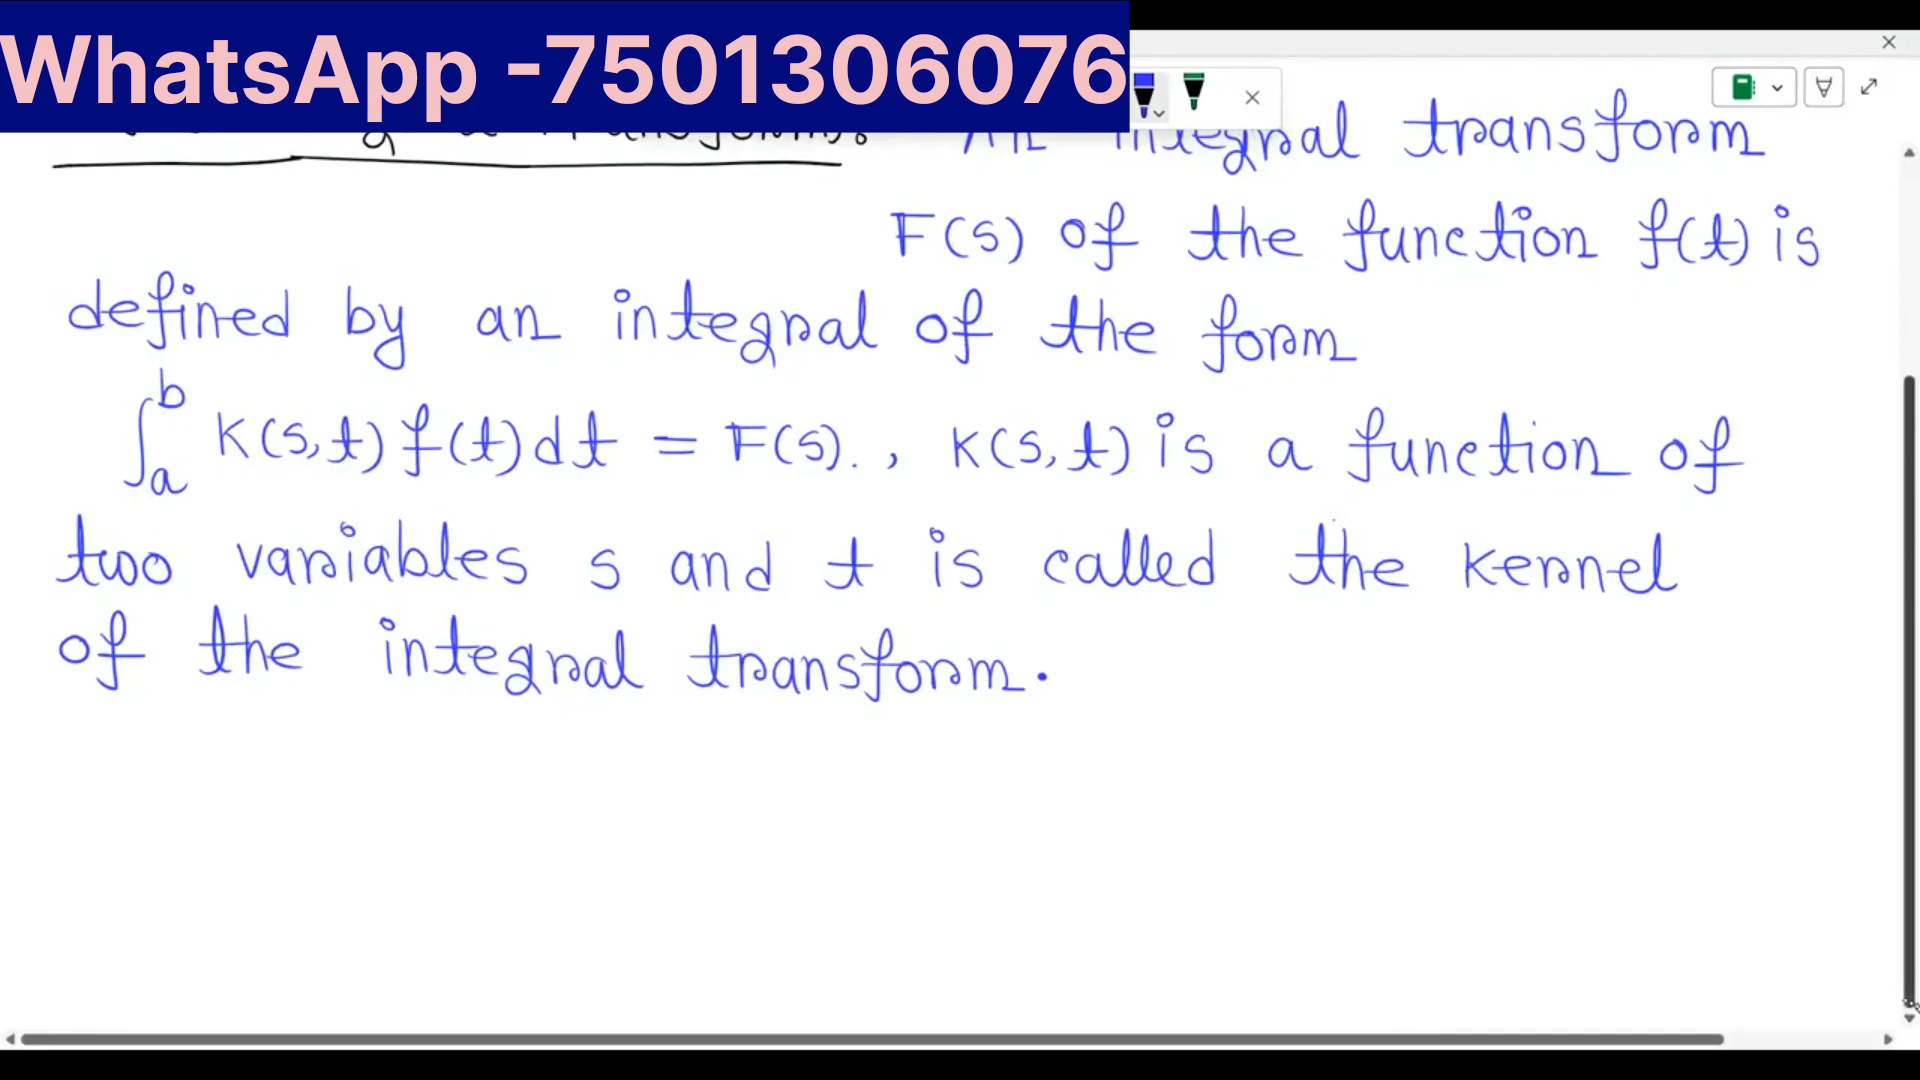 WhatsApp -7501306076
An integral transform
F(s) of the function f(t) is
defined by an integral of the form
∫_a^b K(s,t) f(t) dt = F(s). , K(s,t) is a function of
two variables s and t is called the kernel
of the integral transform.